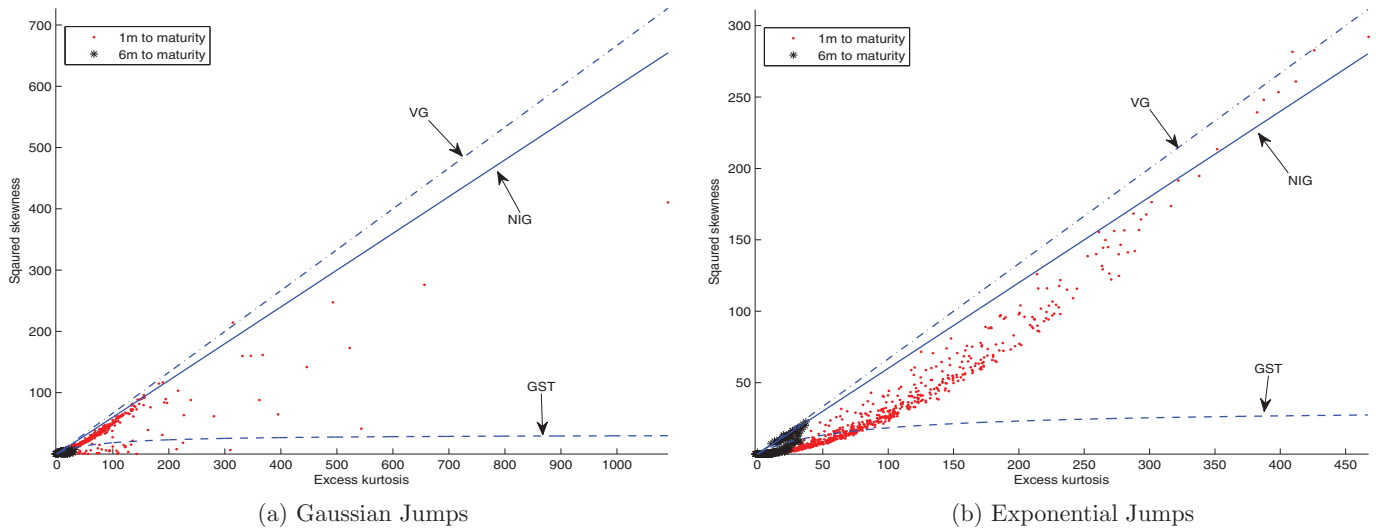 700
600
500
400
300
200
100
0
Sqaured skewness
1m to maturity
6m to maturity
VG
NIG
GST
0 100 200 300 400 500 600 700 800 900 1000
Excess kurtosis
(a) Gaussian Jumps
300
250
200
150
100
50
0
Sqaured skewness
1m to maturity
6m to maturity
VG
NIG
GST
0 50 100 150 200 250 300 350 400 450
Excess kurtosis
(b) Exponential Jumps